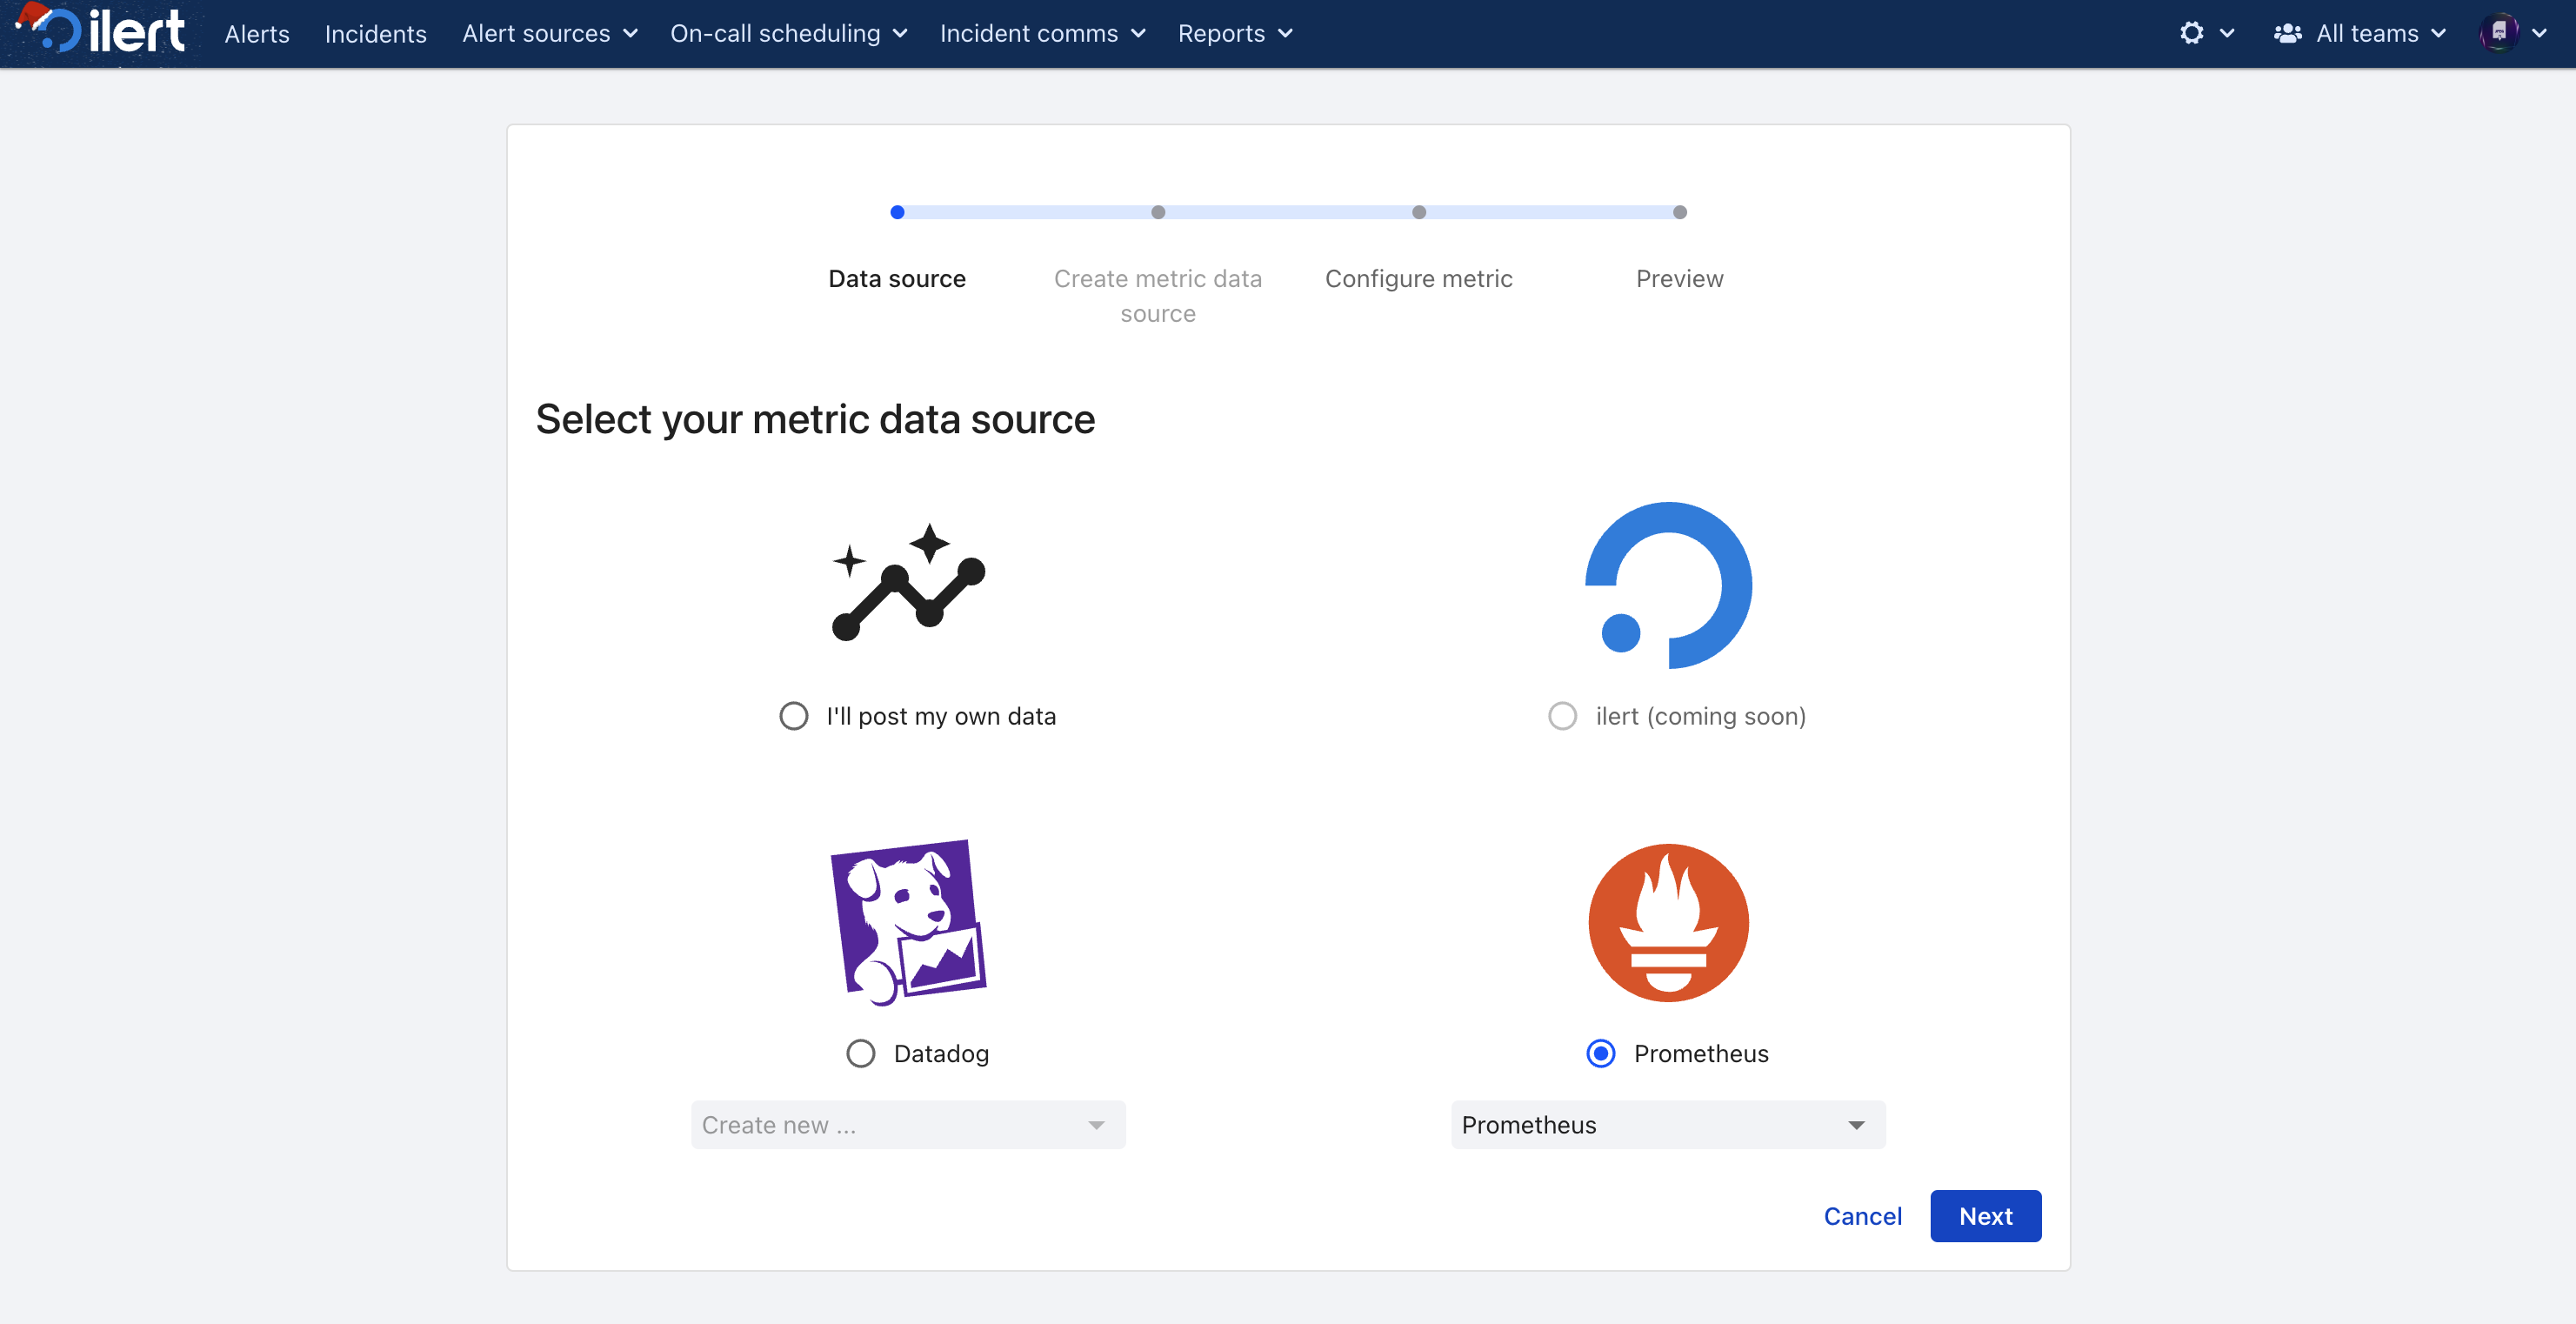 ilert Alerts Incidents Alert sources On-call scheduling Incident comms Reports All teams
Data source Create metric data Configure metric Preview
source
Select your metric data source
I'll post my own data ilert (coming soon)
Datadog Prometheus
Create new ... Prometheus
Cancel Next